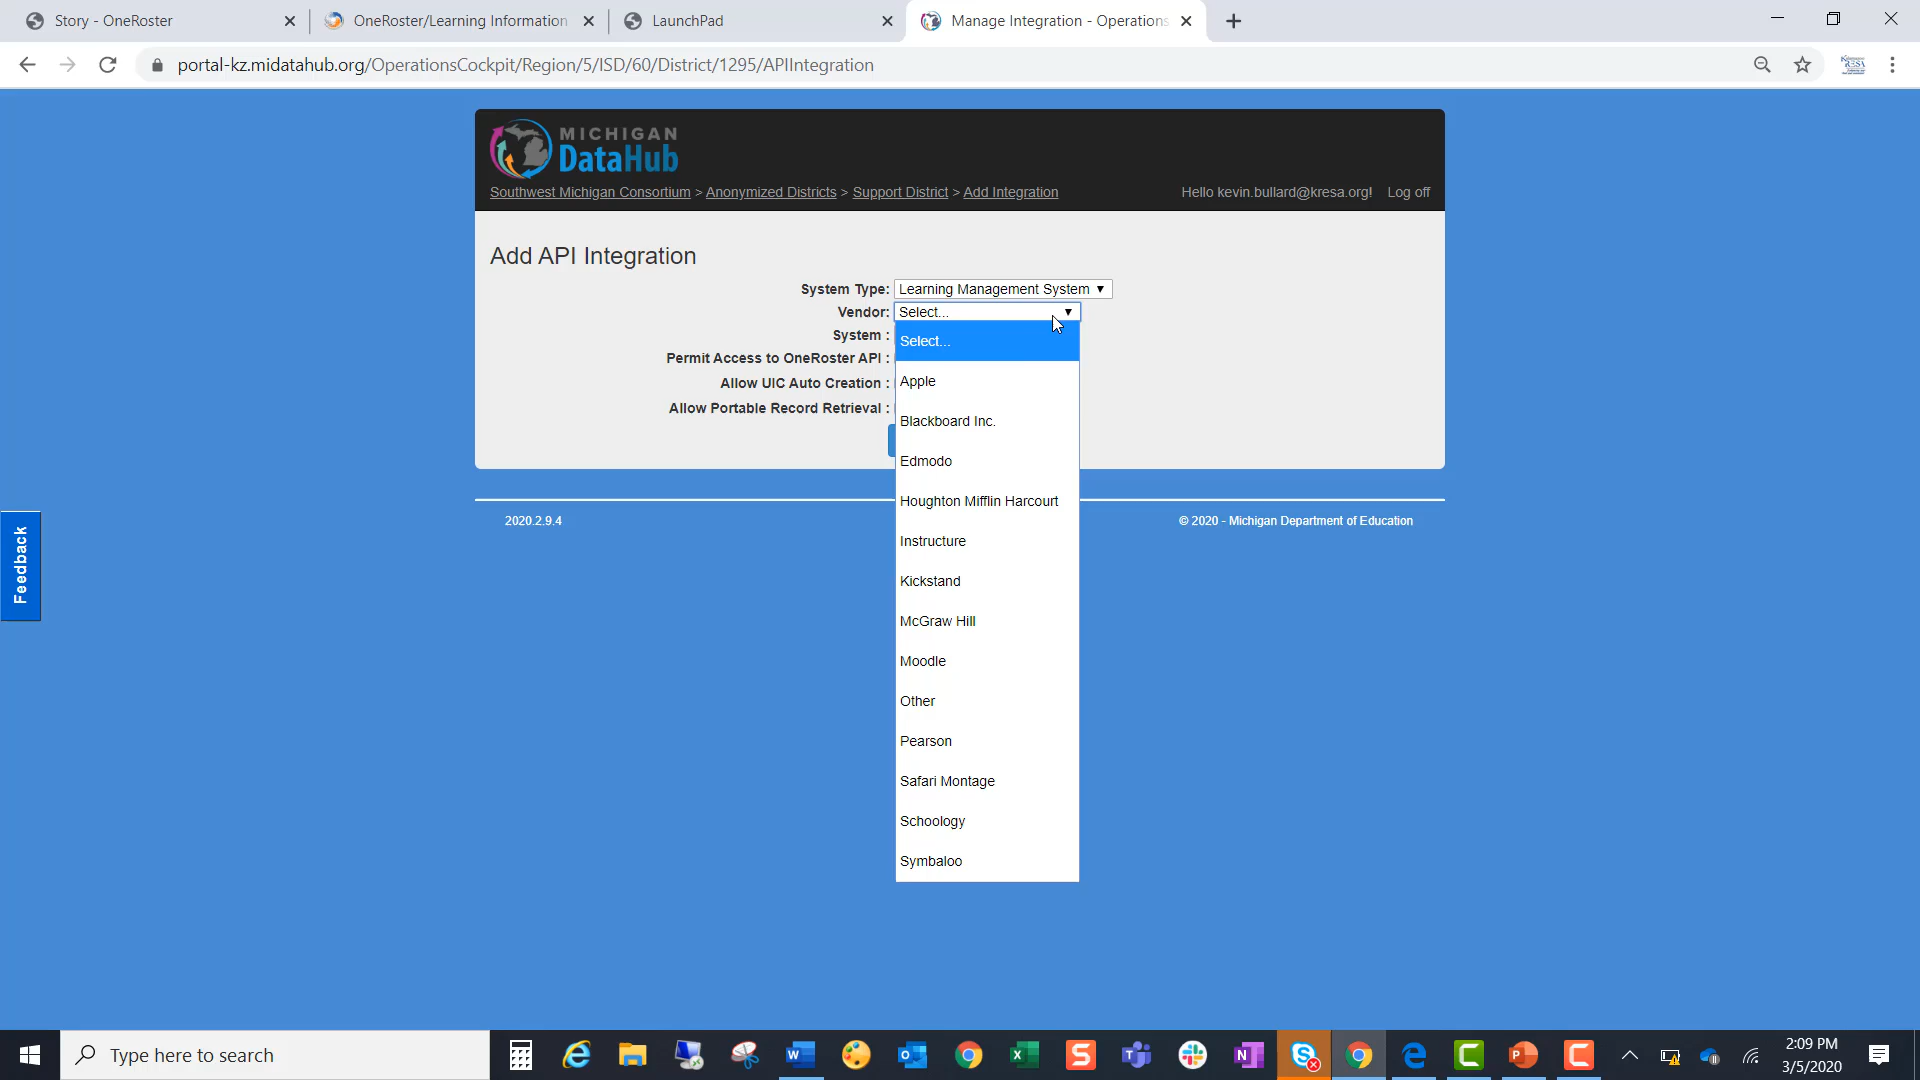 Story - OneRoster
OneRoster/Learning Information
LaunchPad
Manage Integration - Operations
portal-kz.midatahub.org/OperationsCockpit/Region/5/ISD/60/District/1295/APIIntegration
MICHIGAN
DataHub
Southwest Michigan Consortium > Anonymized Districts > Support District > Add Integration
Hello kevin.bullard@kresa.org! Log off
Add API Integration
System Type: Learning Management System
Vendor: Select...
System :
Permit Access to OneRoster API :
Allow UIC Auto Creation :
Allow Portable Record Retrieval :
Select...
Apple
Blackboard Inc.
Edmodo
Houghton Mifflin Harcourt
Instructure
Kickstand
McGraw Hill
Moodle
Other
Pearson
Safari Montage
Schoology
Symbaloo
2020.2.9.4
© 2020 - Michigan Department of Education
Feedback
Type here to search
2:09 PM
3/5/2020